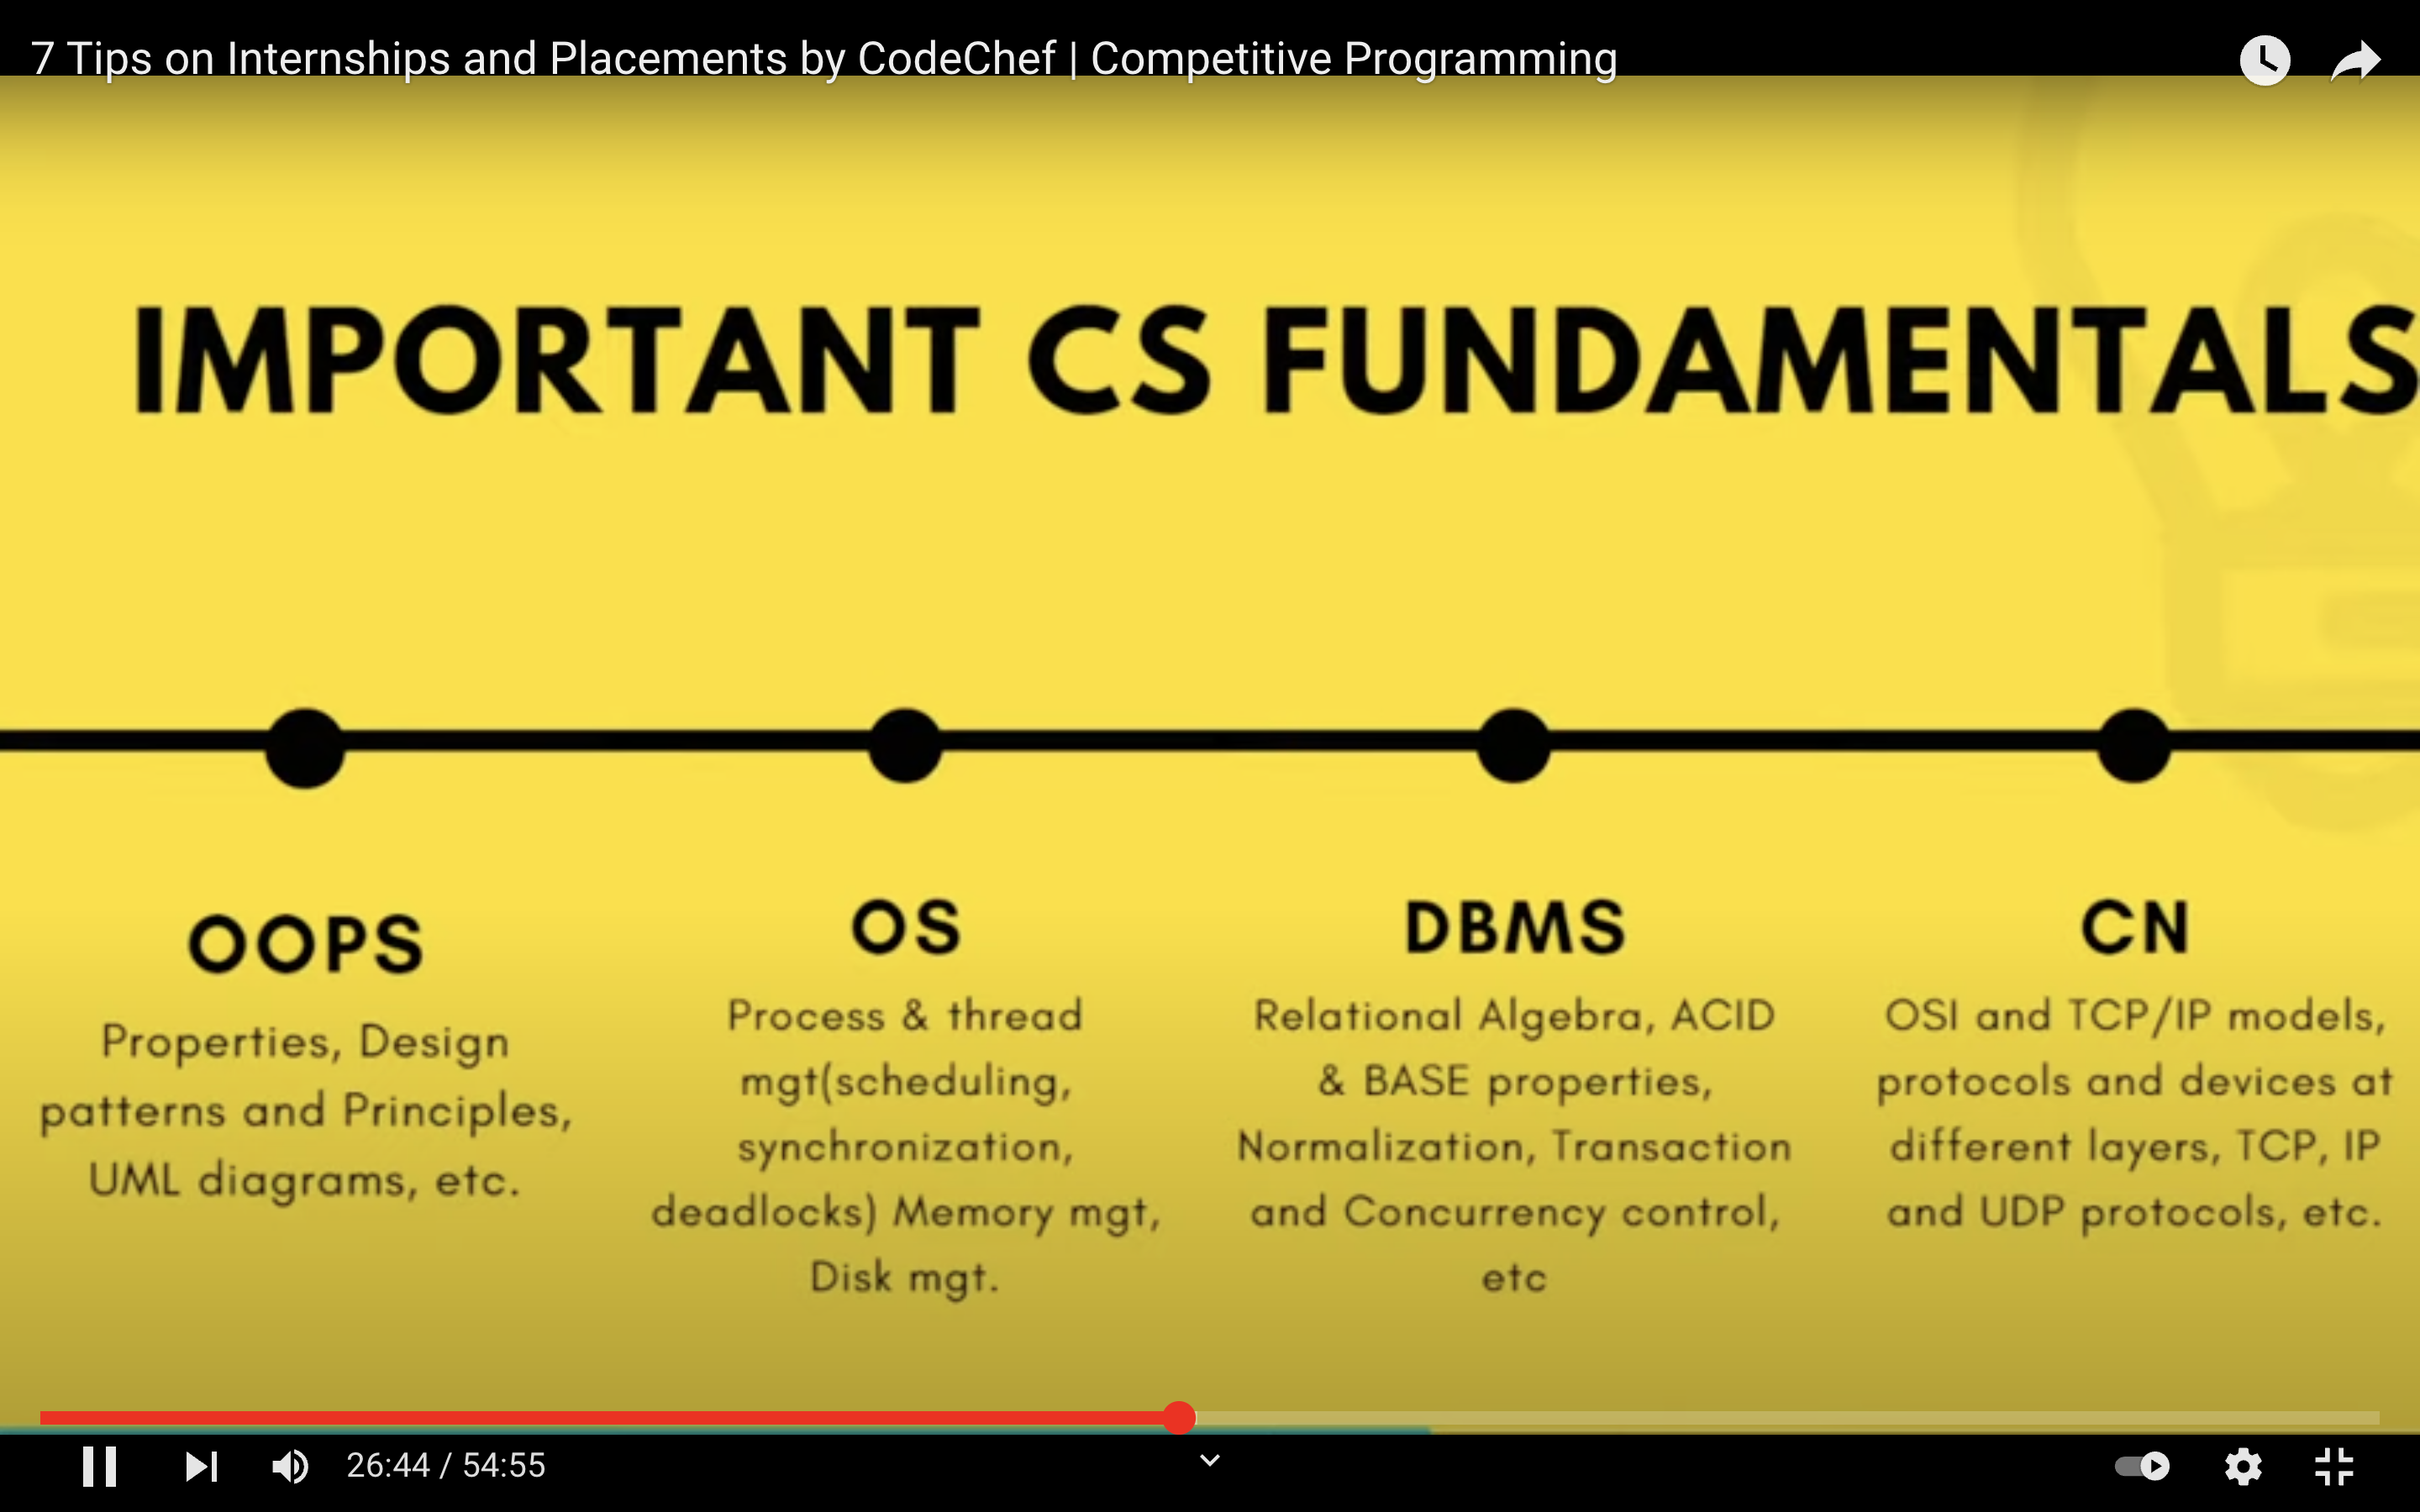 7 Tips on Internships and Placements by CodeChef | Competitive Programming
IMPORTANT CS FUNDAMENTALS
OOPS
Properties, Design
patterns and Principles,
UML diagrams, etc.
OS
Process & thread
mgt(scheduling,
synchronization,
deadlocks) Memory mgt,
Disk mgt.
DBMS
Relational Algebra, ACID
& BASE properties,
Normalization, Transaction
and Concurrency control,
etc
CN
OSI and TCP/IP models,
protocols and devices at
different layers, TCP, IP
and UDP protocols, etc.
26:44 / 54:55